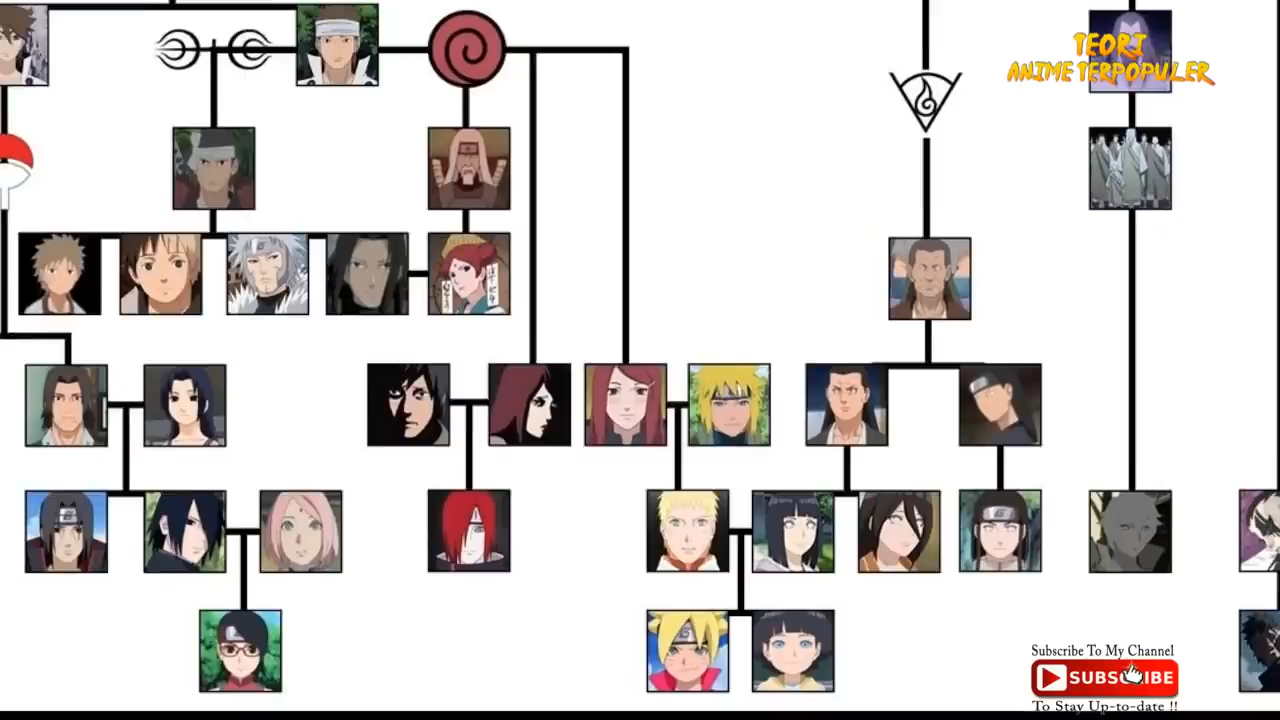 TEORI
ANIME TERPOPULER
Subscribe To My Channel
SUBSCRIBE
To Stay Up-to-date !!